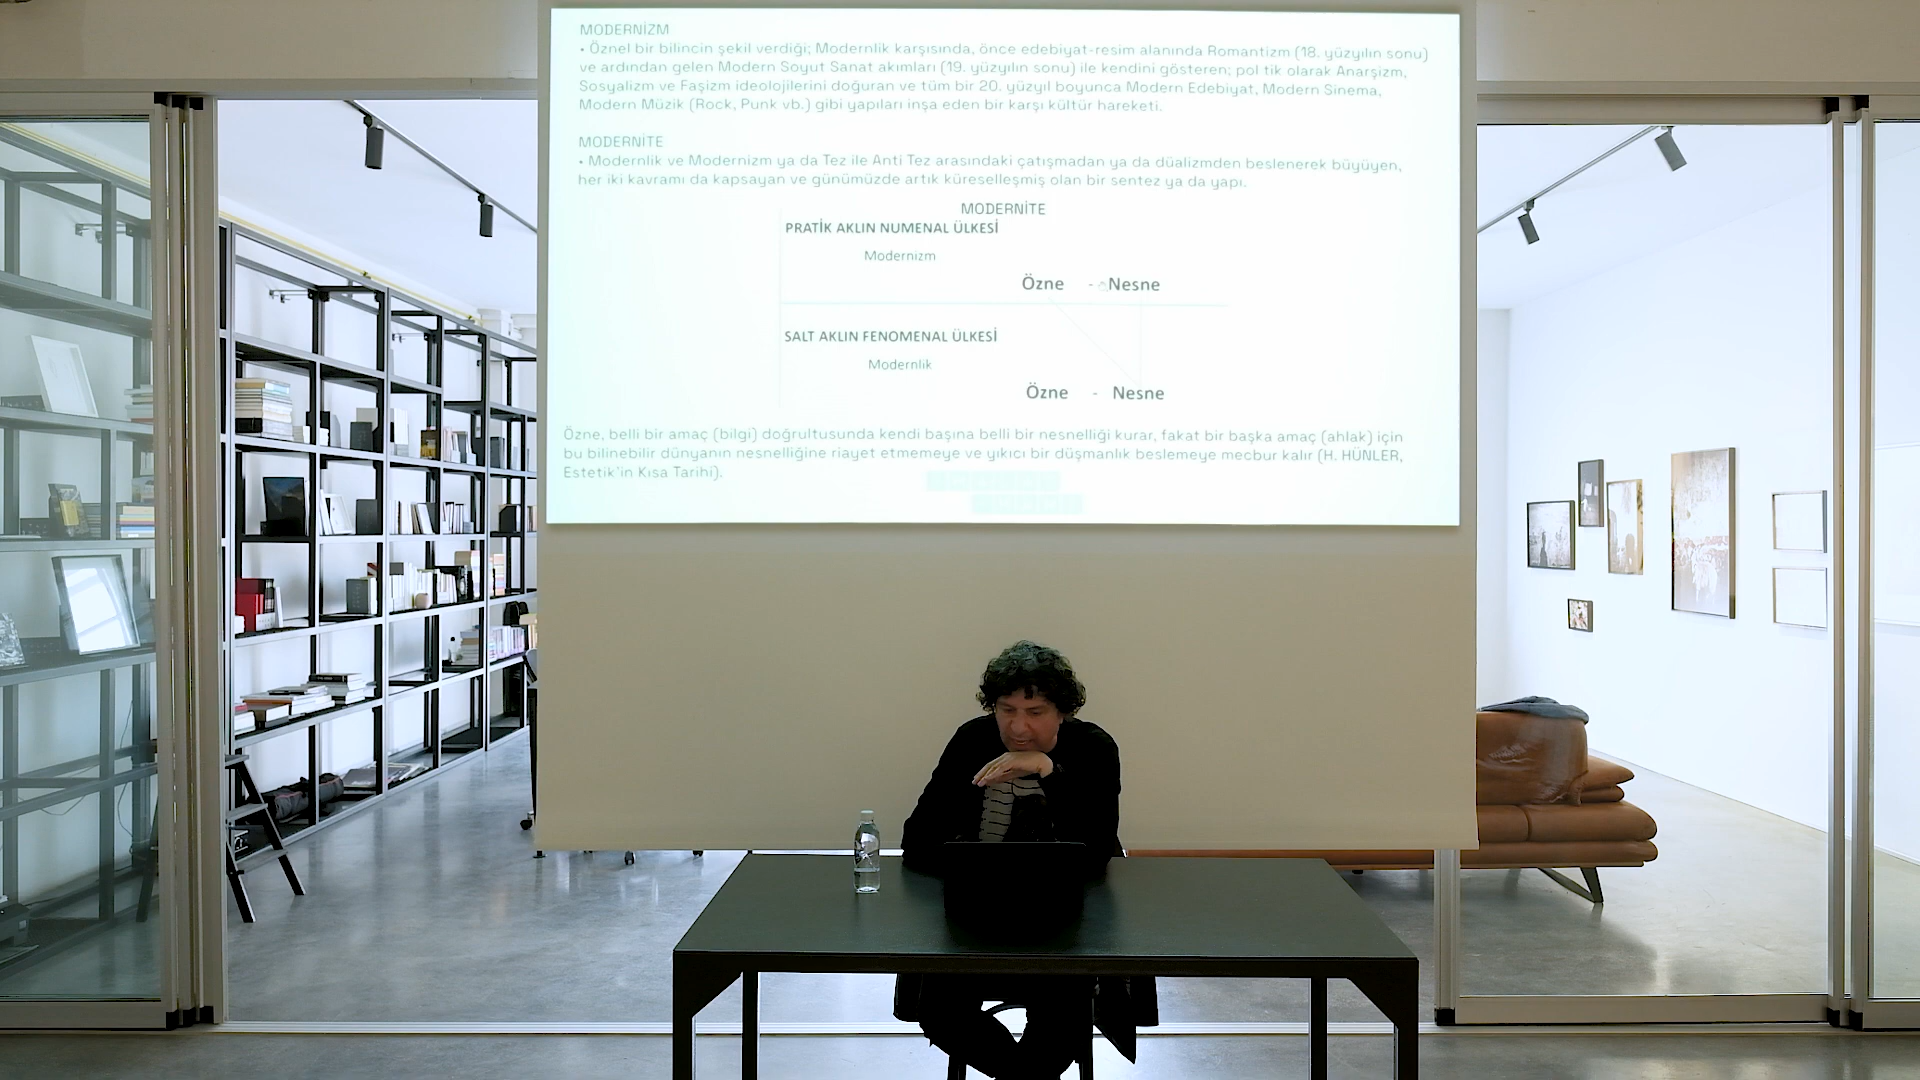 MODERNİZM
• Öznel bir bilincin şekil verdiği; Modernlik karşısında, önce edebiyat-resim alanında Romantizm (18. yüzyılın sonu)
ve ardından gelen Modern Soyut Sanat akımları (19. yüzyılın sonu) ile kendini gösteren; pol tik olarak Anarşizm,
Sosyalizm ve Faşizm ideolojilerini doğuran ve tüm bir 20. yüzyıl boyunca Modern Edebiyat, Modern Sinema,
Modern Müzik (Rock, Punk vb.) gibi yapıları inşa eden bir karşı kültür hareketi.
MODERNİTE
• Modernlik ve Modernizm ya da Tez ile Anti Tez arasındaki çatışmadan ya da düalizmden beslenerek büyüyen,
her iki kavramı da kapsayan ve günümüzde artık küreselleşmiş olan bir sentez ya da yapı.
MODERNİTE
PRATİK AKLIN NUMENAL ÜLKESİ
Modernizm
Özne - Nesne
SALT AKLIN FENOMENAL ÜLKESİ
Modernlik
Özne - Nesne
Özne, belli bir amaç (bilgi) doğrultusunda kendi başına belli bir nesnelliği kurar, fakat bir başka amaç (ahlak) için
bu bilinebilir dünyanın nesnelliğine riayet etmemeye ve yıkıcı bir düşmanlık beslemeye mecbur kalır (H. HÜNLER,
Estetik'in Kısa Tarihi).